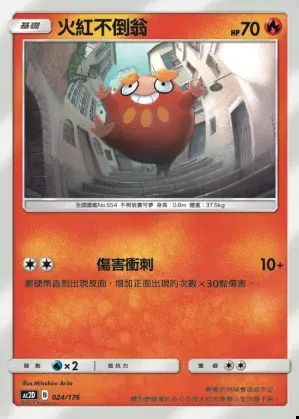 基礎 火紅不倒翁 HP70
全國圖鑑No.554 不倒翁寶可夢 身高:0.6m 體重:37.5kg
傷害衝刺 10+
擲硬幣直到出現反面,增加正面出現的次數×30點傷害。
弱點 ×2 抵抗力 撤退
Illus.Mitsuhiro Arita
AC2D D 024/176